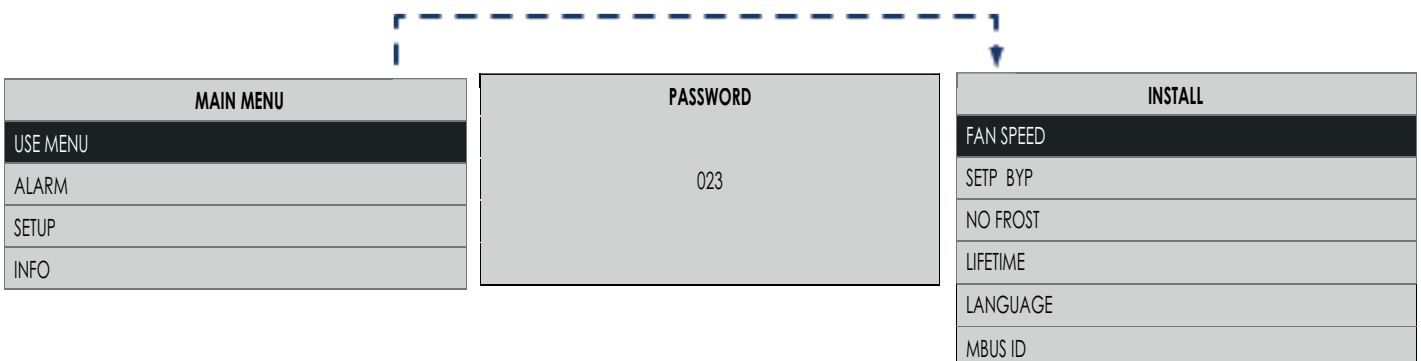 MAIN MENU
USE MENU
ALARM
SETUP
INFO
PASSWORD
023
INSTALL
FAN SPEED
SETP BYP
NO FROST
LIFETIME
LANGUAGE
MBUS ID